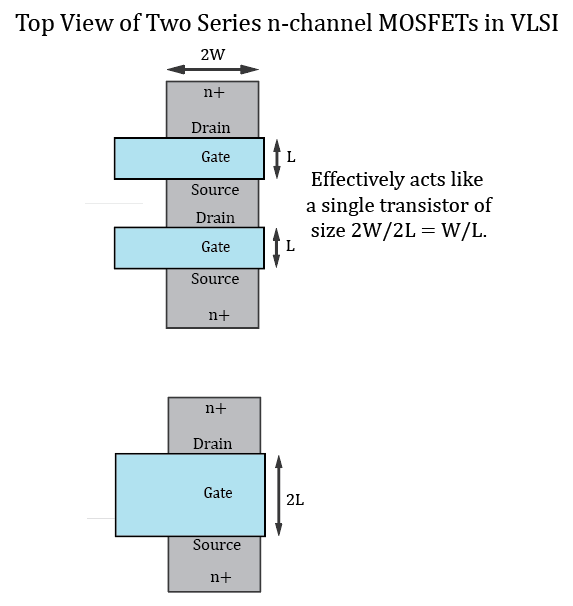 Top View of Two Series n-channel MOSFETs in VLSI
2W
n+
Drain
Gate
L
Source
Drain
Gate
L
Source
n+
Effectively acts like
a single transistor of
size 2W/2L = W/L.
n+
Drain
Gate
2L
Source
n+